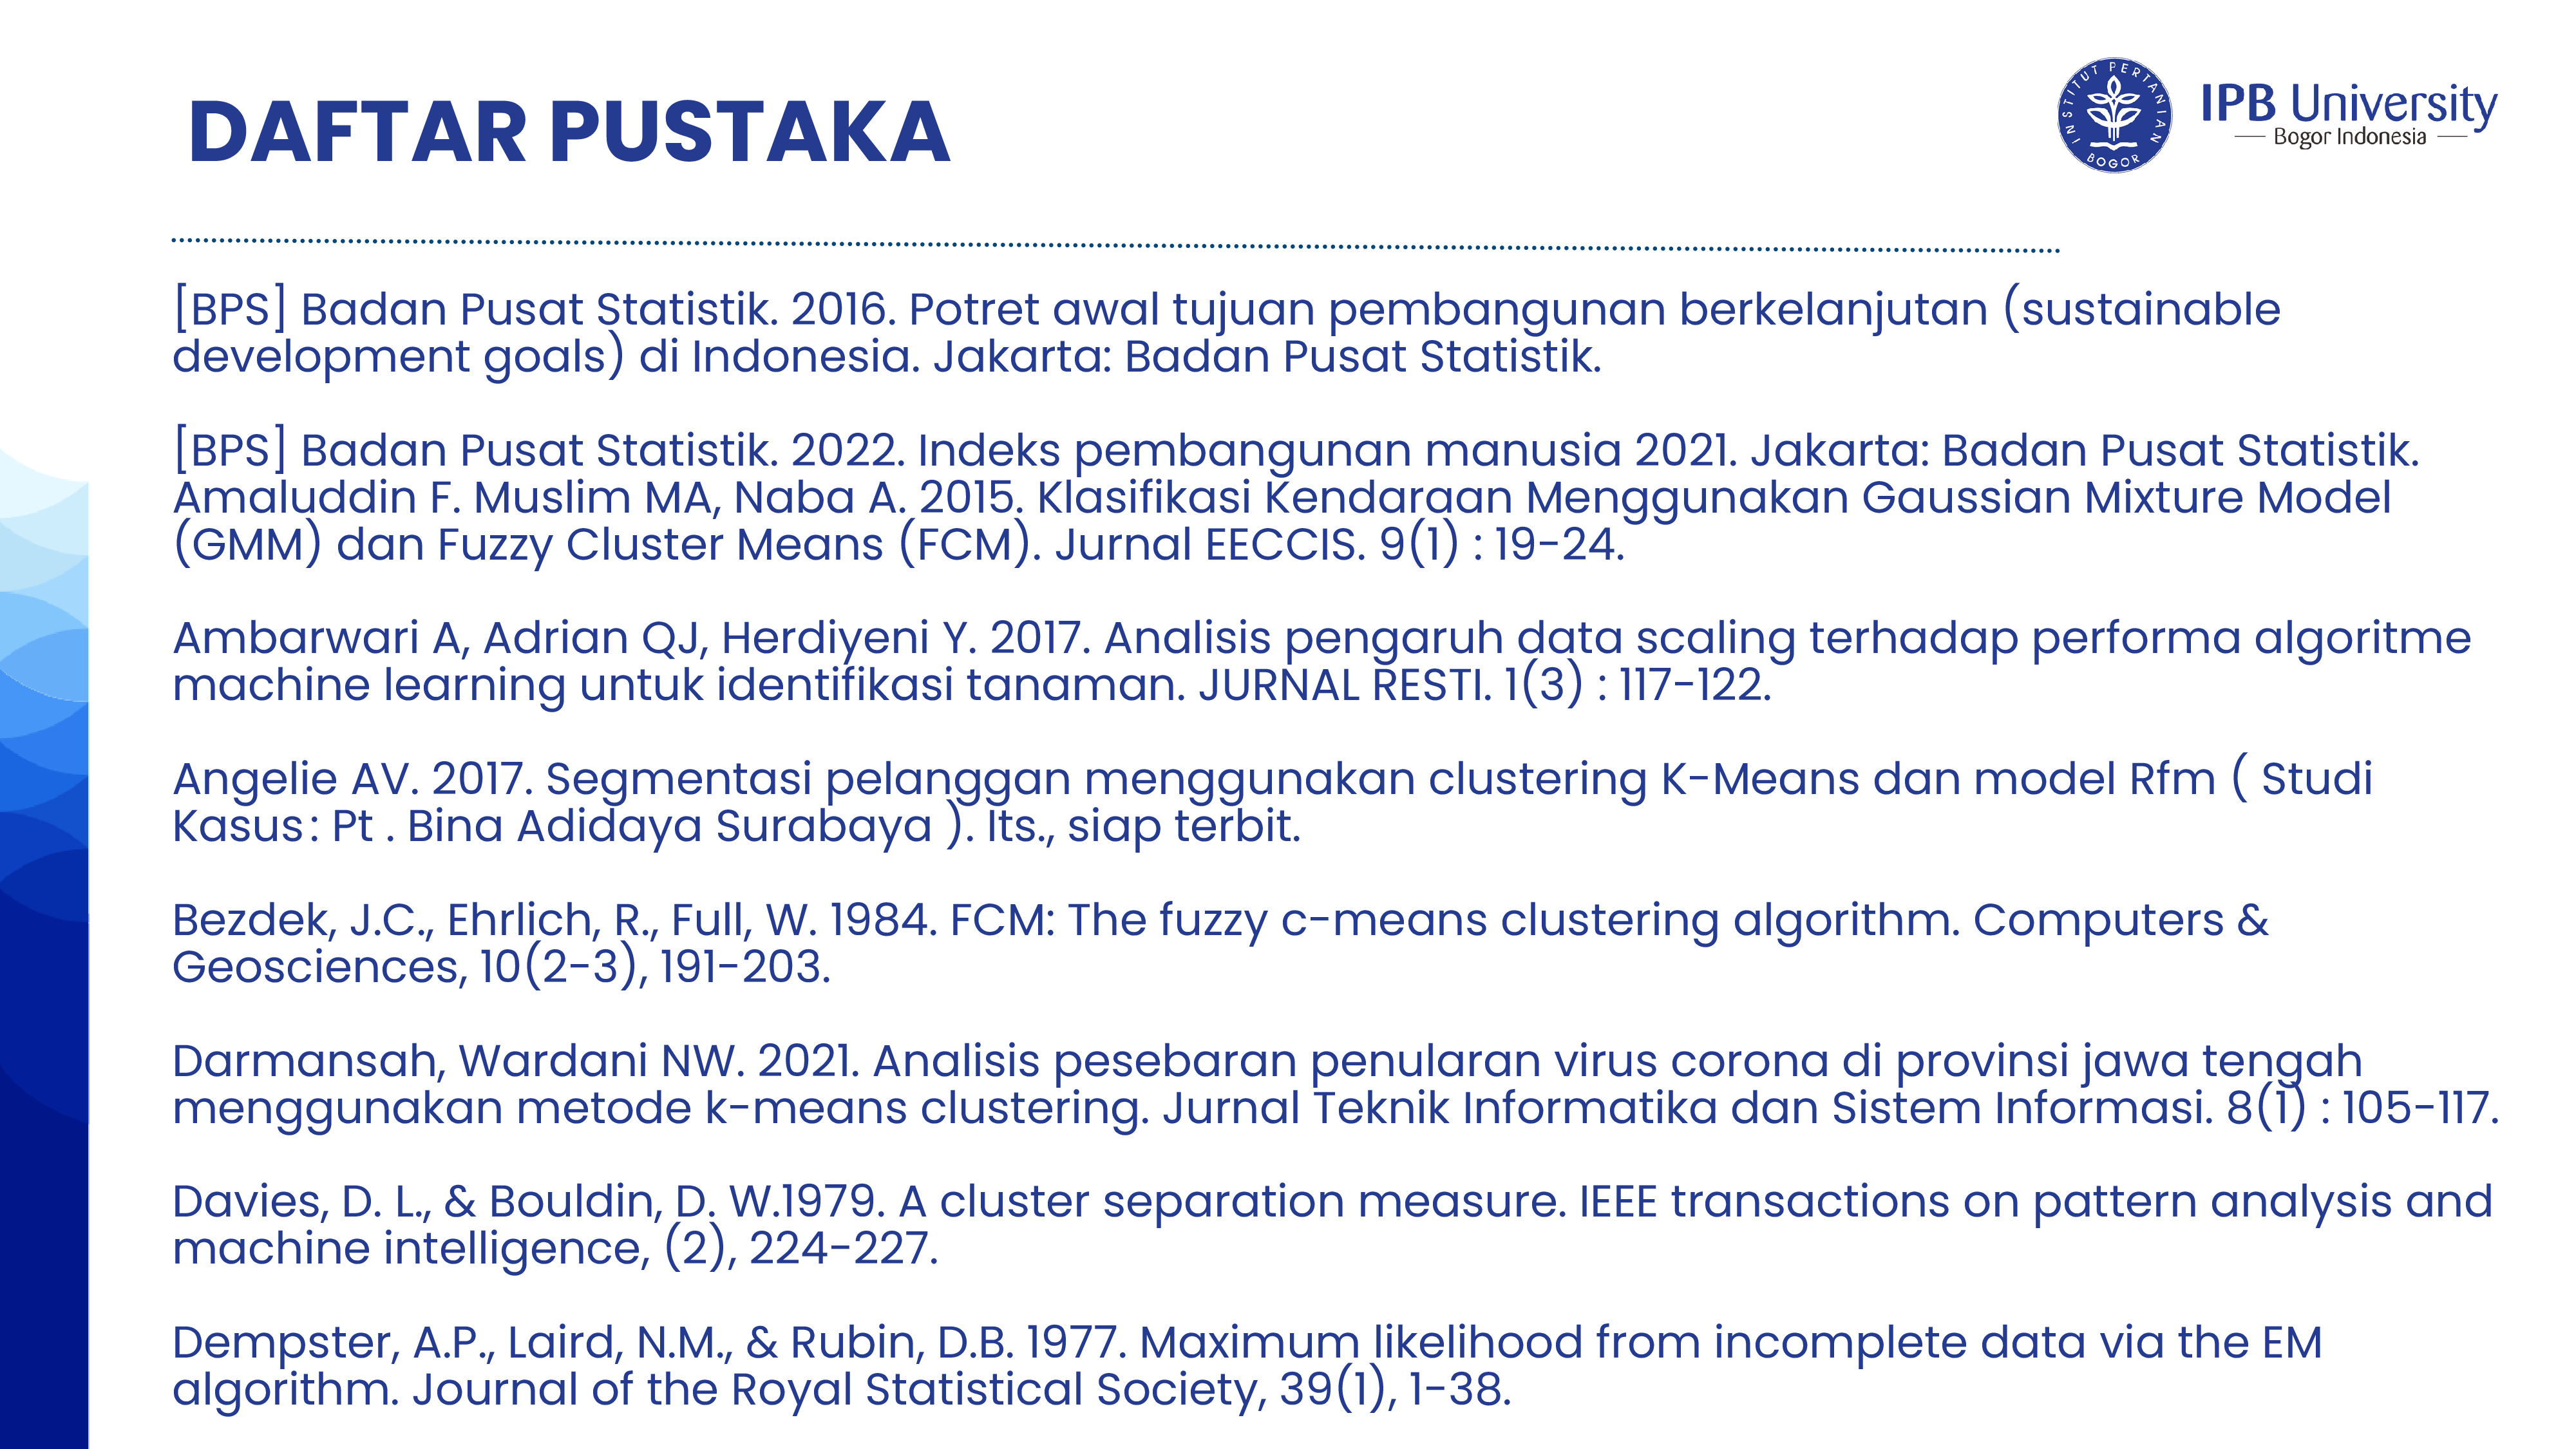 DAFTAR PUSTAKA
INSTITUT PERTANIAN BOGOR
IPB University
Bogor Indonesia
[BPS] Badan Pusat Statistik. 2016. Potret awal tujuan pembangunan berkelanjutan (sustainable
development goals) di Indonesia. Jakarta: Badan Pusat Statistik.
[BPS] Badan Pusat Statistik. 2022. Indeks pembangunan manusia 2021. Jakarta: Badan Pusat Statistik.
Amaluddin F. Muslim MA, Naba A. 2015. Klasifikasi Kendaraan Menggunakan Gaussian Mixture Model
(GMM) dan Fuzzy Cluster Means (FCM). Jurnal EECCIS. 9(1) : 19-24.
Ambarwari A, Adrian QJ, Herdiyeni Y. 2017. Analisis pengaruh data scaling terhadap performa algoritme
machine learning untuk identifikasi tanaman. JURNAL RESTI. 1(3) : 117-122.
Angelie AV. 2017. Segmentasi pelanggan menggunakan clustering K-Means dan model Rfm ( Studi
Kasus : Pt . Bina Adidaya Surabaya ). Its., siap terbit.
Bezdek, J.C., Ehrlich, R., Full, W. 1984. FCM: The fuzzy c-means clustering algorithm. Computers &
Geosciences, 10(2-3), 191-203.
Darmansah, Wardani NW. 2021. Analisis pesebaran penularan virus corona di provinsi jawa tengah
menggunakan metode k-means clustering. Jurnal Teknik Informatika dan Sistem Informasi. 8(1) : 105-117.
Davies, D. L., & Bouldin, D. W.1979. A cluster separation measure. IEEE transactions on pattern analysis and
machine intelligence, (2), 224-227.
Dempster, A.P., Laird, N.M., & Rubin, D.B. 1977. Maximum likelihood from incomplete data via the EM
algorithm. Journal of the Royal Statistical Society, 39(1), 1-38.